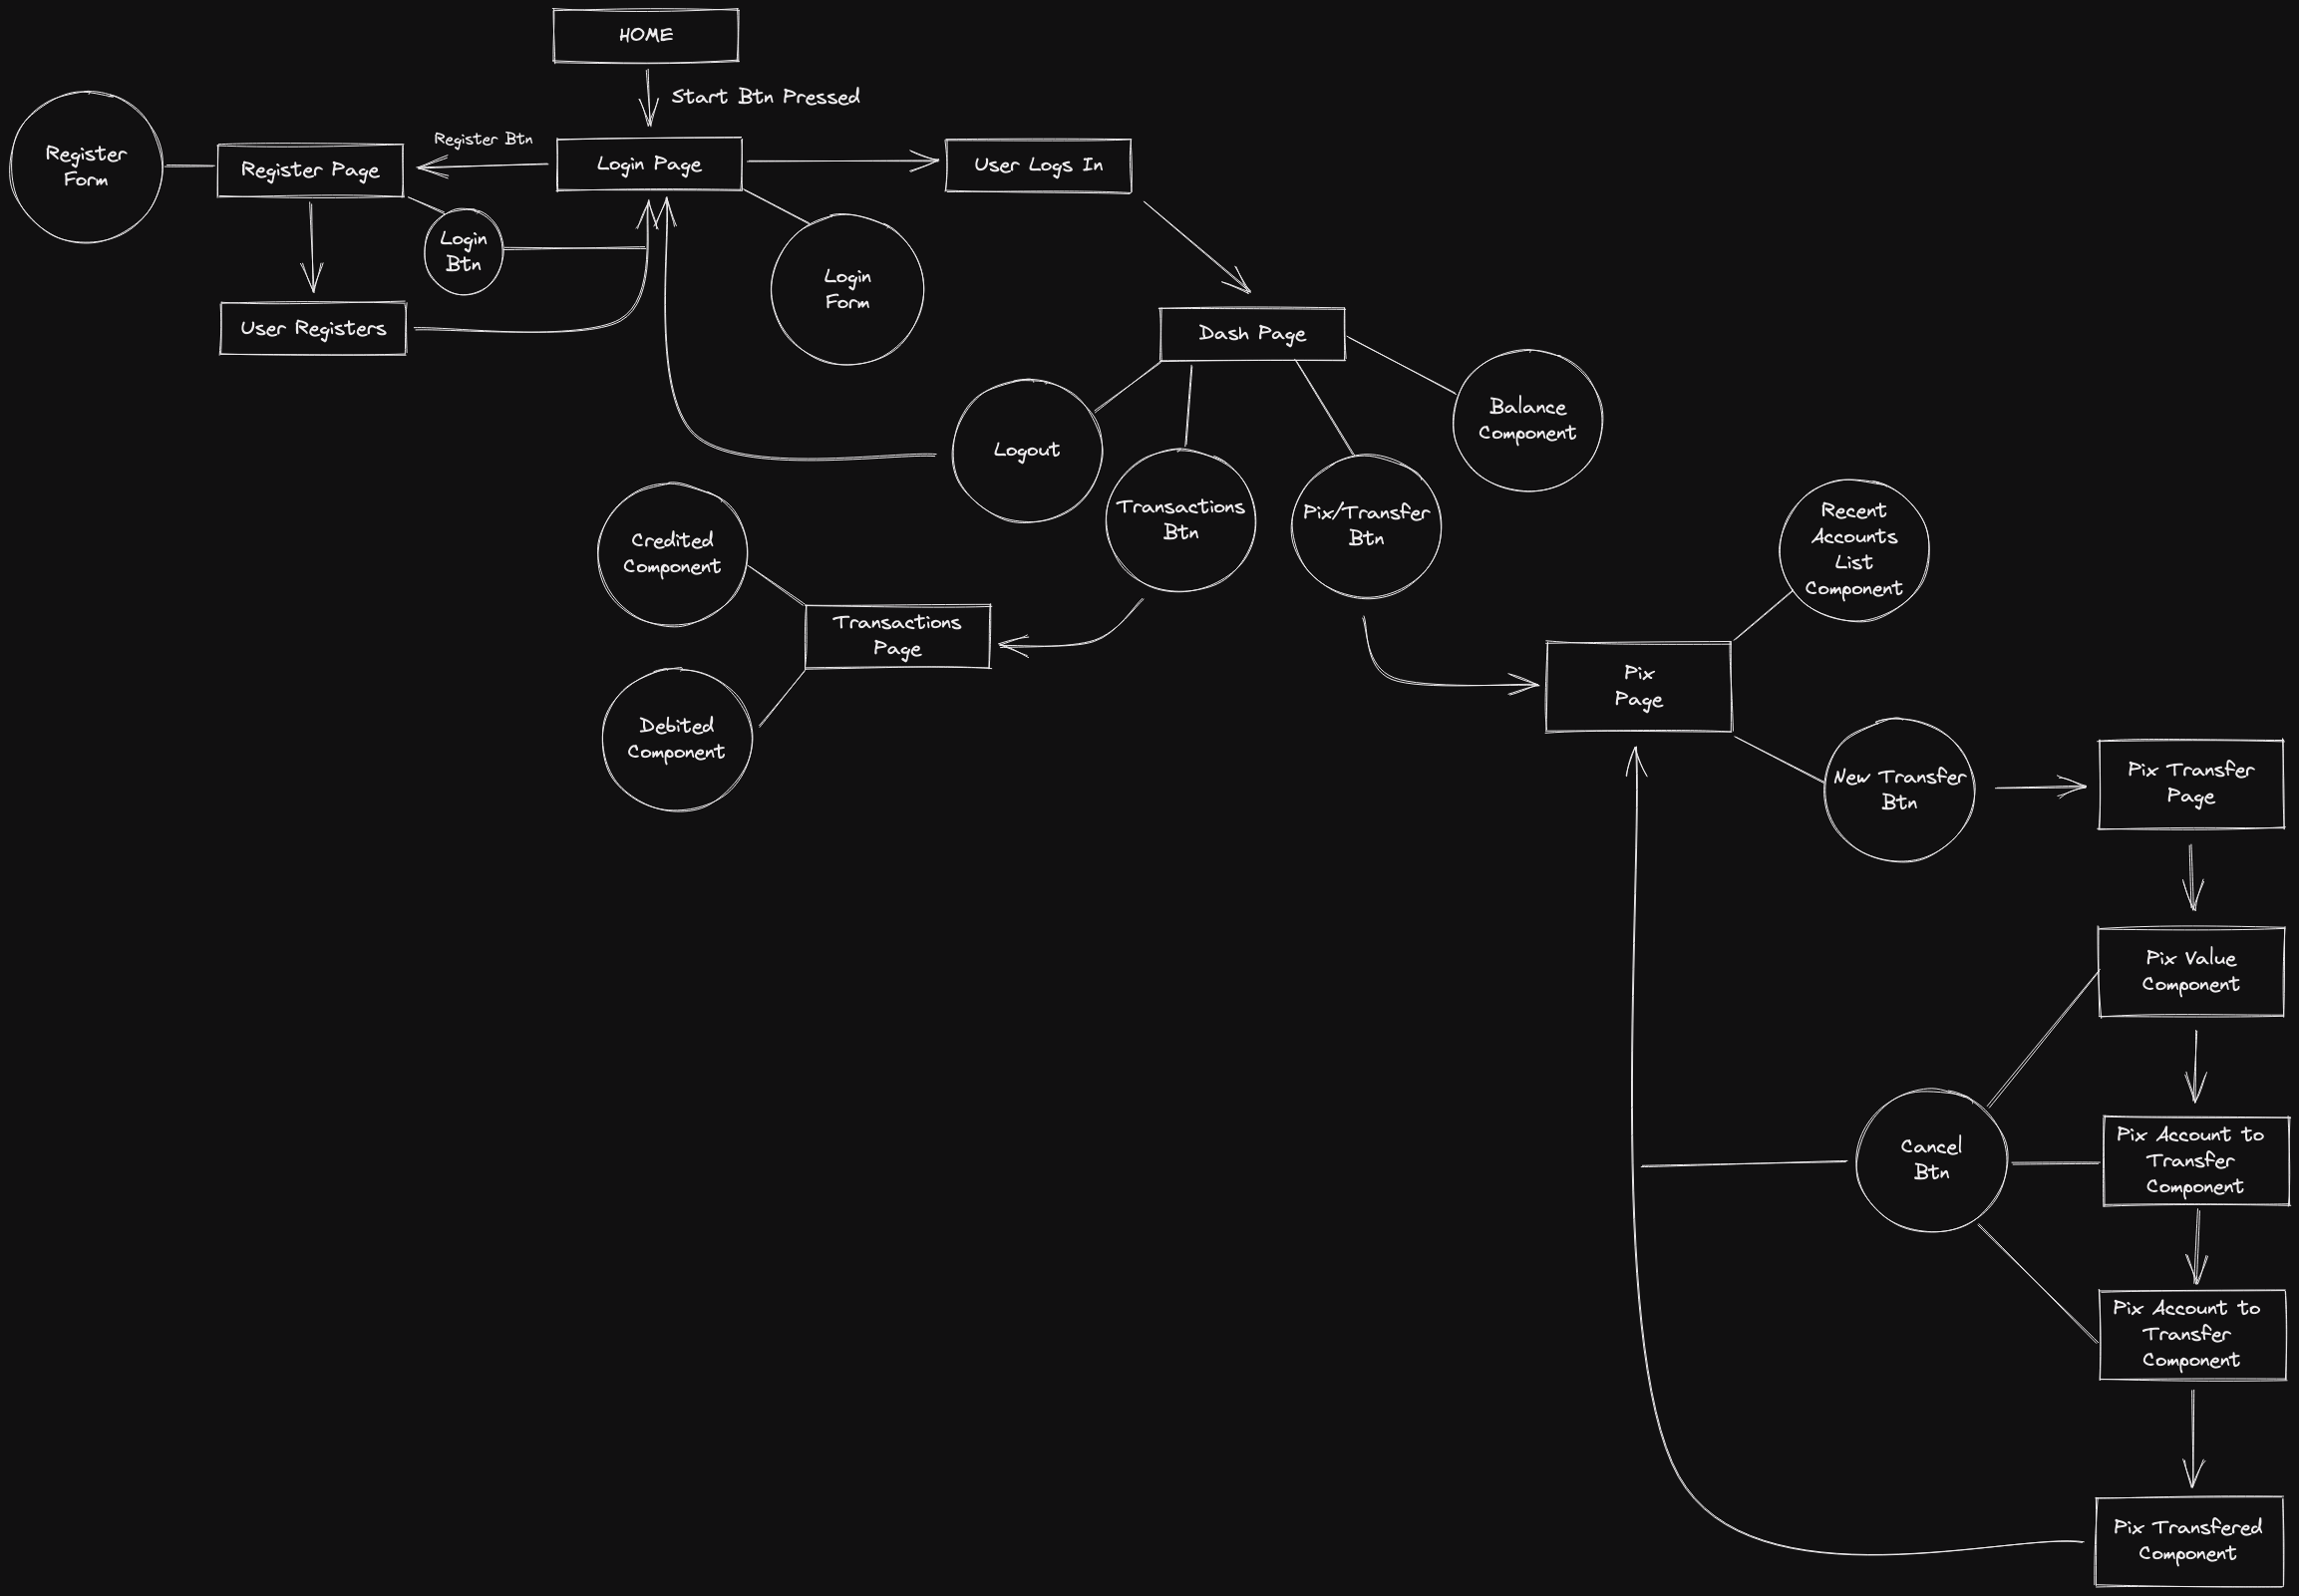 HOME
Start Btn Pressed
Register Btn
Register
Form
Register Page
Login Page
User Logs In
Login
Btn
Login
Form
User Registers
Dash Page
Balance
Component
Logout
Transactions
Btn
Pix/Transfer
Btn
Credited
Component
Recent
Accounts
List
Component
Transactions
Page
Pix
Page
Debited
Component
New Transfer
Btn
Pix Transfer
Page
Pix Value
Component
Cancel
Btn
Pix Account to
Transfer
Component
Pix Account to
Transfer
Component
Pix Transfered
Component